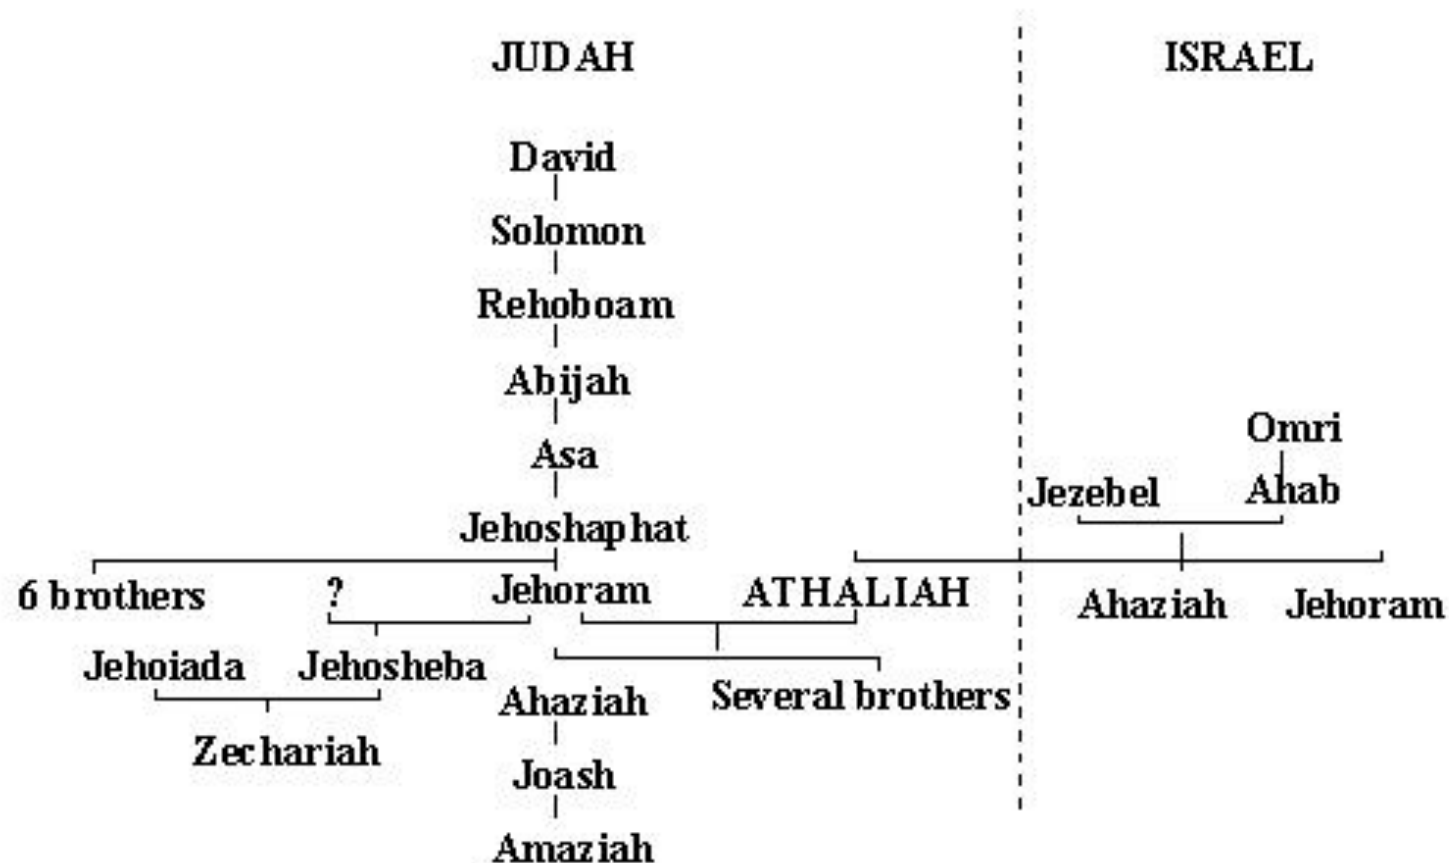 JUDAH
ISRAEL
David
Solomon
Rehoboam
Abijah
Asa
Omri
Jezebel
Ahab
Jehoshaphat
6 brothers
?
Jehoram
ATHALIAH
Ahaziah
Jehoram
Jehoiada
Jehosheba
Ahaziah
Several brothers
Zechariah
Joash
Amaziah